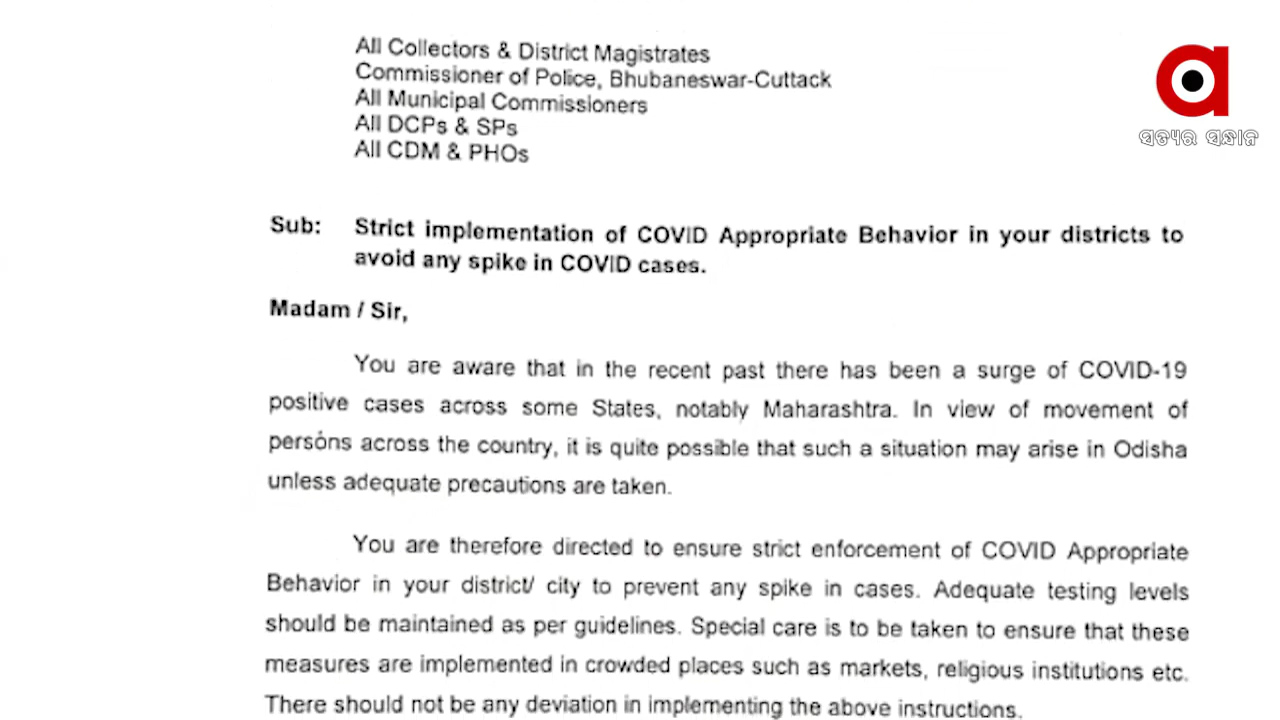 All Collectors & District Magistrates
Commissioner of Police, Bhubaneswar-Cuttack
All Municipal Commissioners
All DCPs & SPs
All CDM & PHOs
ସତ୍ୟର ସନ୍ଧାନ
Sub: Strict implementation of COVID Appropriate Behavior in your districts to
avoid any spike in COVID cases.
Madam / Sir,
You are aware that in the recent past there has been a surge of COVID-19
positive cases across some States, notably Maharashtra. In view of movement of
persons across the country, it is quite possible that such a situation may arise in Odisha
unless adequate precautions are taken.
You are therefore directed to ensure strict enforcement of COVID Appropriate
Behavior in your district/ city to prevent any spike in cases. Adequate testing levels
should be maintained as per guidelines. Special care is to be taken to ensure that these
measures are implemented in crowded places such as markets, religious institutions etc.
There should not be any deviation in implementing the above instructions.